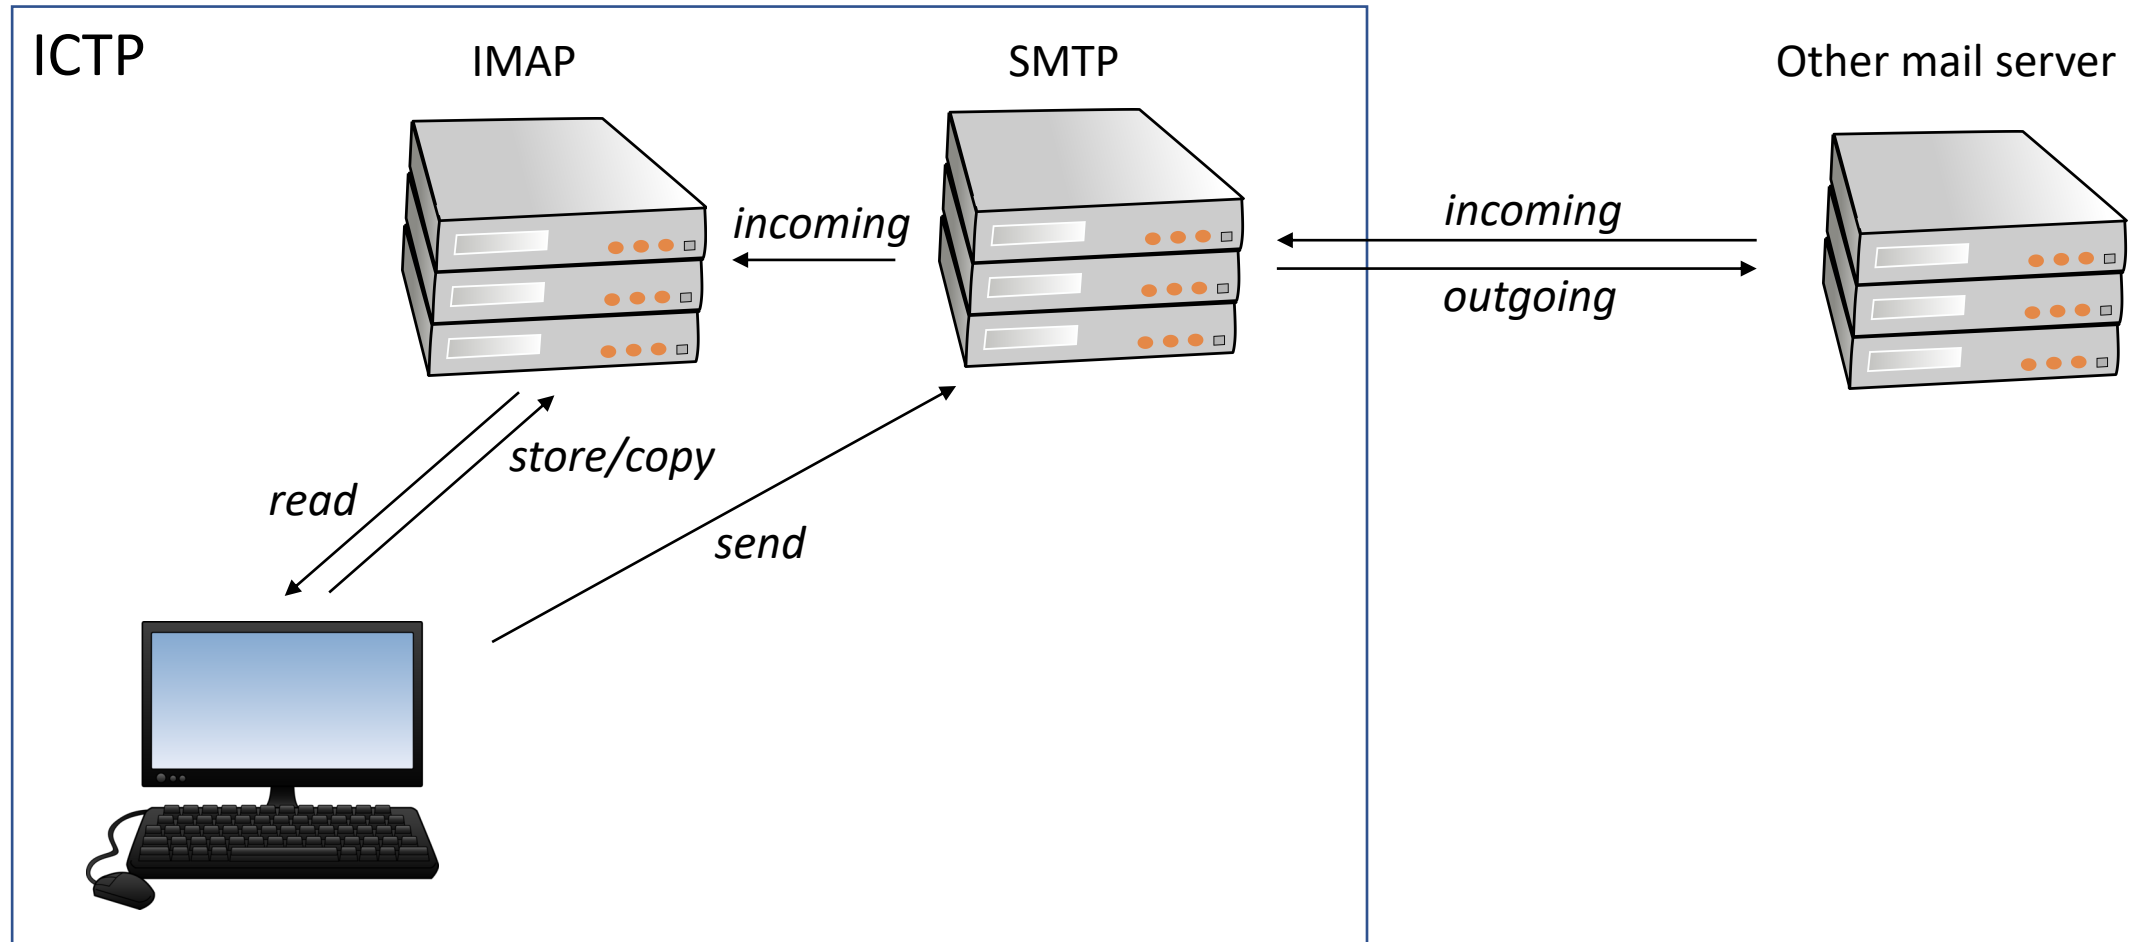 ICTP
IMAP
SMTP
Other mail server
incoming
incoming
outgoing
store/copy
read
send